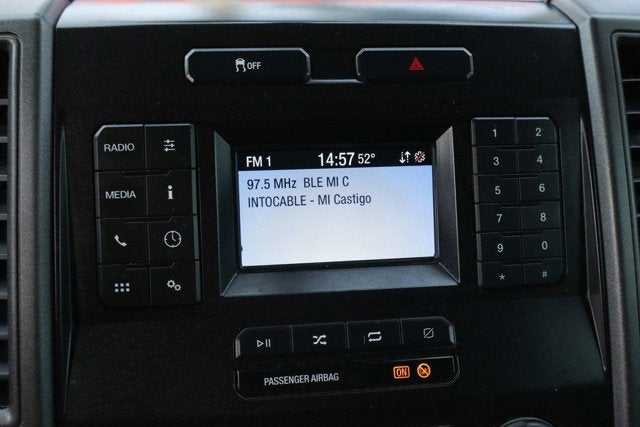 OFF
RADIO
MEDIA
i
FM 1 14:57 52°
97.5 MHz BLE MI C
INTOCABLE - MI Castigo
1 2
3 4
5 6
7 8
9 0
* #
PASSENGER AIRBAG ON